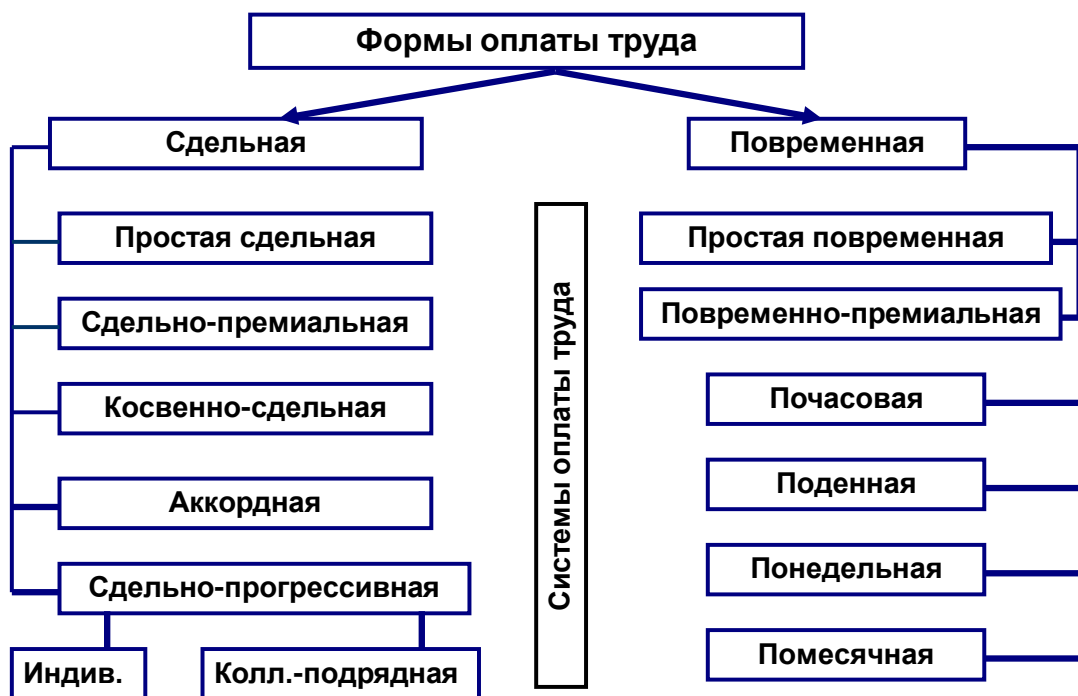 Формы оплаты труда
Сдельная
Повременная
Простая сдельная
Сдельно-премиальная
Косвенно-сдельная
Аккордная
Сдельно-прогрессивная
Индив.
Колл.-подрядная
Системы оплаты труда
Простая повременная
Повременно-премиальная
Почасовая
Поденная
Понедельная
Помесячная